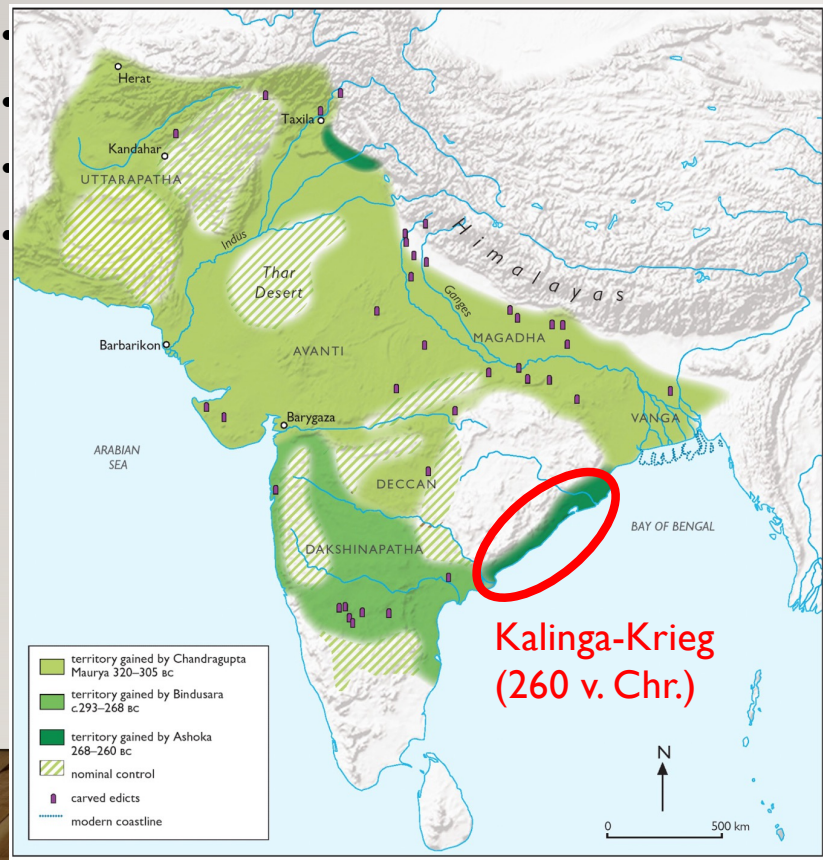 Herat
Taxila
Kandahar
UTTARAPATHA
Indus
Thar
Desert
Himalayas
Ganges
MAGADHA
Barbarikon
AVANTI
VANGA
Barygaza
ARABIAN
SEA
DECCAN
BAY OF BENGAL
DAKSHINAPATHA
Kalinga-Krieg
(260 v. Chr.)
territory gained by Chandragupta
Maurya 320–305 BC
territory gained by Bindusara
c.293–268 BC
territory gained by Ashoka
268–260 BC
nominal control
carved edicts
modern coastline
N
0 500 km